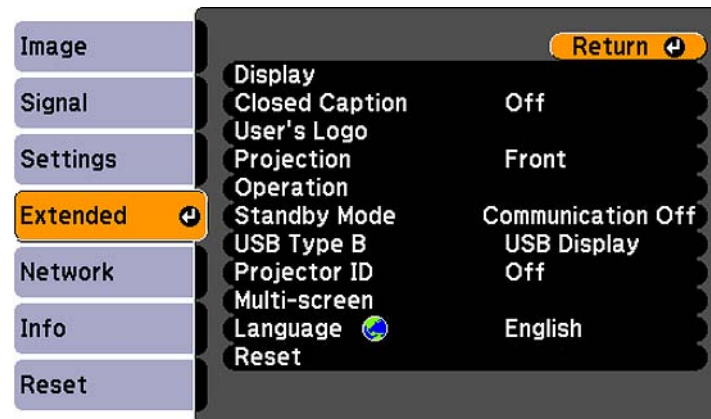 Image
Signal
Settings
Extended
Network
Info
Reset
Return
Display
Closed Caption Off
User's Logo
Projection Front
Operation
Standby Mode Communication Off
USB Type B USB Display
Projector ID Off
Multi-screen
Language English
Reset